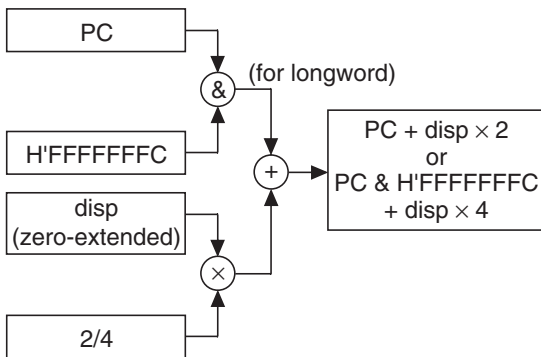 PC
&
(for longword)
H'FFFFFFFC
+
PC + disp × 2
or
PC & H'FFFFFFFC
+ disp × 4
disp
(zero-extended)
×
2/4